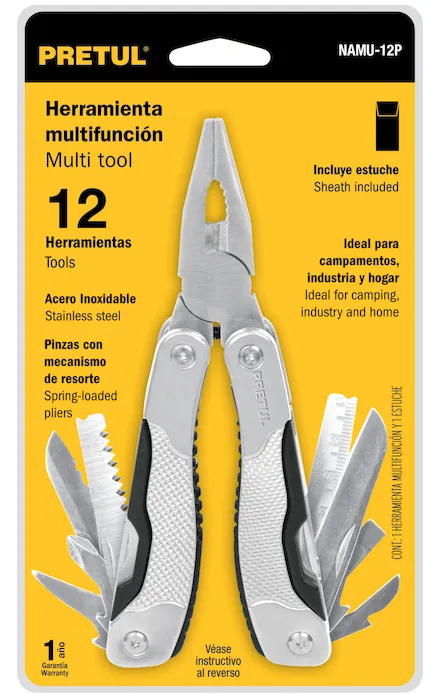 PRETUL®
NAMU-12P
Herramienta
multifunción
Multi tool
12
Herramientas
Tools
Acero Inoxidable
Stainless steel
Pinzas con
mecanismo
de resorte
Spring-loaded
pliers
Incluye estuche
Sheath included
Ideal para
campamentos,
industria y hogar
Ideal for camping,
industry and home
PRETUL
CONT.: 1 HERRAMIENTA MULTIFUNCIÓN Y 1 ESTUCHE
1 año
Garantía
Warranty
Véase
instructivo
al reverso